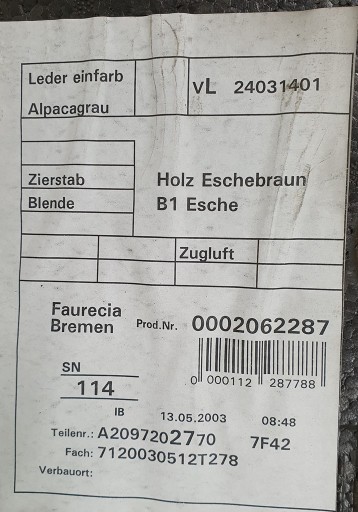 Leder einfarb
Alpacagrau
VL 24031401
Zierstab
Blende
Holz Eschebraun
B1 Esche
Zugluft
Faurecia
Bremen
Prod.Nr. 0002062287
0 000112 287788
SN
114
IB 13.05.2003 08:48
Teilenr.: A2097202770 7F42
Fach: 7120030512T278
Verbauort: